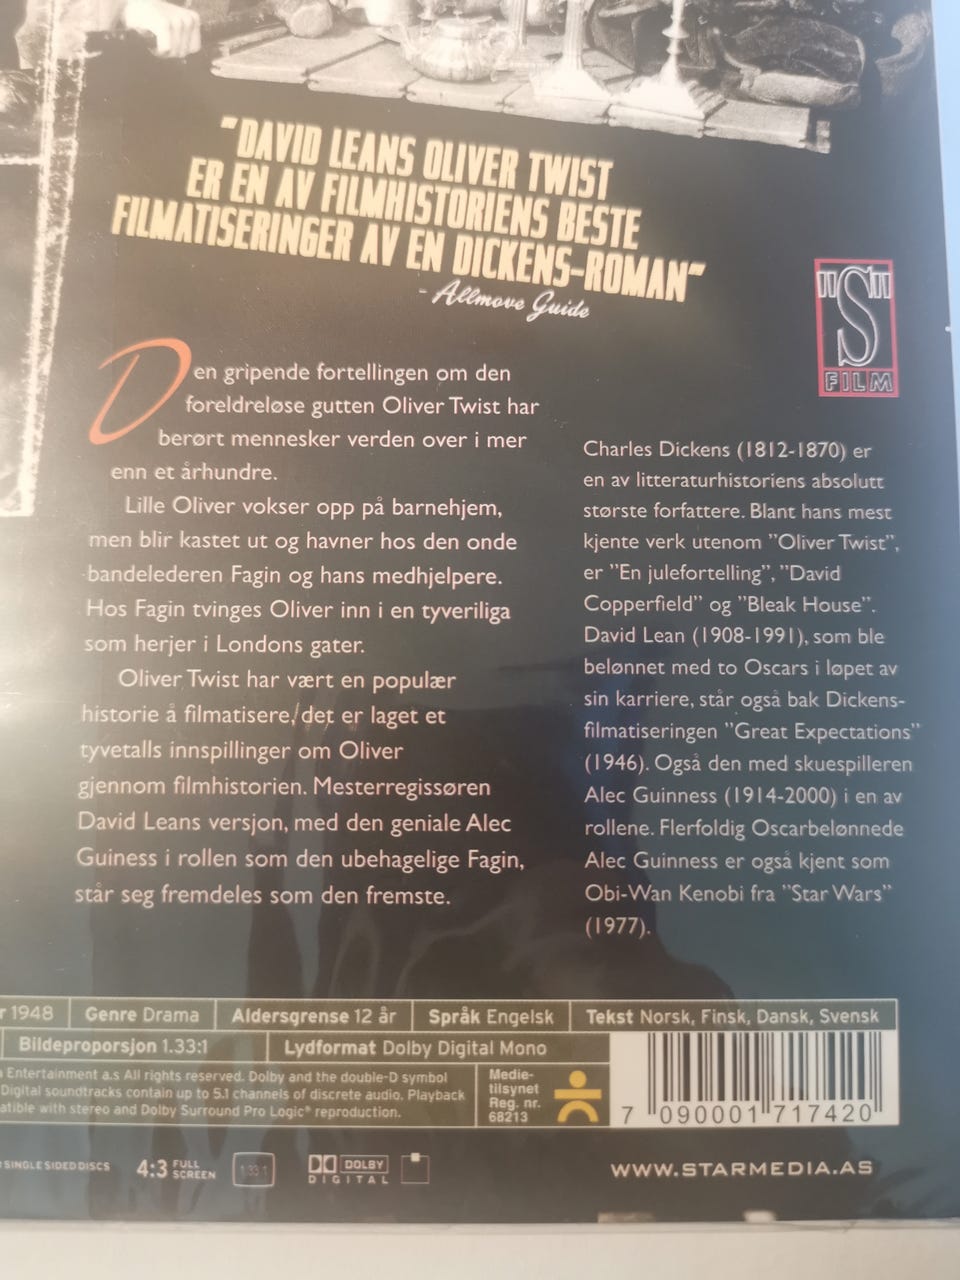 "DAVID LEANS OLIVER TWIST
ER EN AV FILMHISTORIENS BESTE
FILMATISERINGER AV EN DICKENS-ROMAN"
- Allmove Guide
"S"
FILM
Den gripende fortellingen om den
foreldreløse gutten Oliver Twist har
berørt mennesker verden over i mer
enn et århundre.
Lille Oliver vokser opp på barnehjem,
men blir kastet ut og havner hos den onde
bandelederen Fagin og hans medhjelpere.
Hos Fagin tvinges Oliver inn i en tyveriliga
som herjer i Londons gater.
Oliver Twist har vært en populær
historie å filmatisere, det er laget et
tyvetalls innspillinger om Oliver
gjennom filmhistorien. Mesterregissøren
David Leans versjon, med den geniale Alec
Guiness i rollen som den ubehagelige Fagin,
står seg fremdeles som den fremste.
Charles Dickens (1812-1870) er
en av litteraturhistoriens absolutt
største forfattere. Blant hans mest
kjente verk utenom "Oliver Twist",
er "En julefortelling", "David
Copperfield" og "Bleak House".
David Lean (1908-1991), som ble
belønnet med to Oscars i løpet av
sin karriere, står også bak Dickens-
filmatiseringen "Great Expectations"
(1946). Også den med skuespilleren
Alec Guinness (1914-2000) i en av
rollene. Flerfoldig Oscarbelønnede
Alec Guinness er også kjent som
Obi-Wan Kenobi fra "Star Wars"
(1977).
r 1948 Genre Drama Aldersgrense 12 år Språk Engelsk Tekst Norsk, Finsk, Dansk, Svensk
Bildeproporsjon 1.33:1 Lydformat Dolby Digital Mono
Entertainment a.s All rights reserved. Dolby and the double-D symbol
Digital soundtracks contain up to 5.1 channels of discrete audio. Playback
atible with stereo and Dolby Surround Pro Logic® reproduction.
Medie-
tilsynet
Reg. nr.
68213
7 090001 717420
SINGLE SIDED DISCS
4:3 FULL
SCREEN
1.33:1
DOLBY
DIGITAL
WWW.STARMEDIA.AS